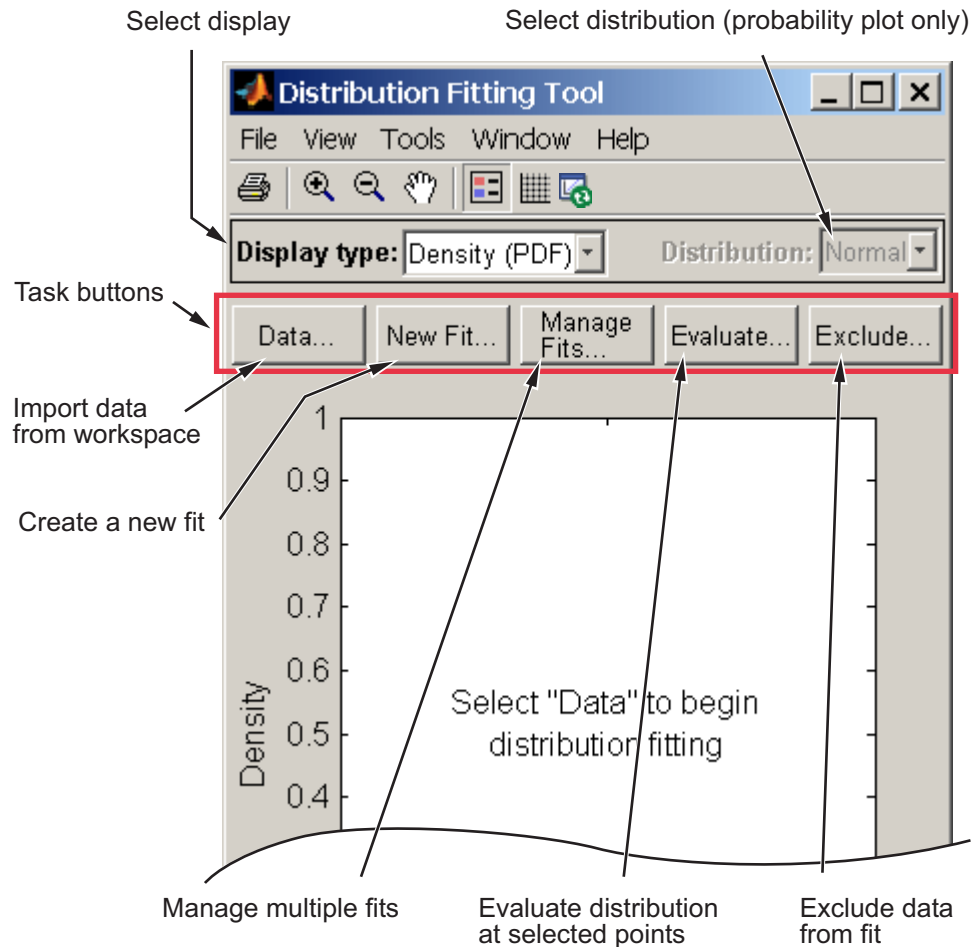 Select display
Select distribution (probability plot only)
Distribution Fitting Tool
File View Tools Window Help
Display type: Density (PDF)
Distribution: Normal
Task buttons
Data...
New Fit...
Manage
Fits...
Evaluate...
Exclude...
Import data
from workspace
Create a new fit
1
0.9
0.8
0.7
0.6
0.5
0.4
Density
Select "Data" to begin
distribution fitting
Manage multiple fits
Evaluate distribution
at selected points
Exclude data
from fit